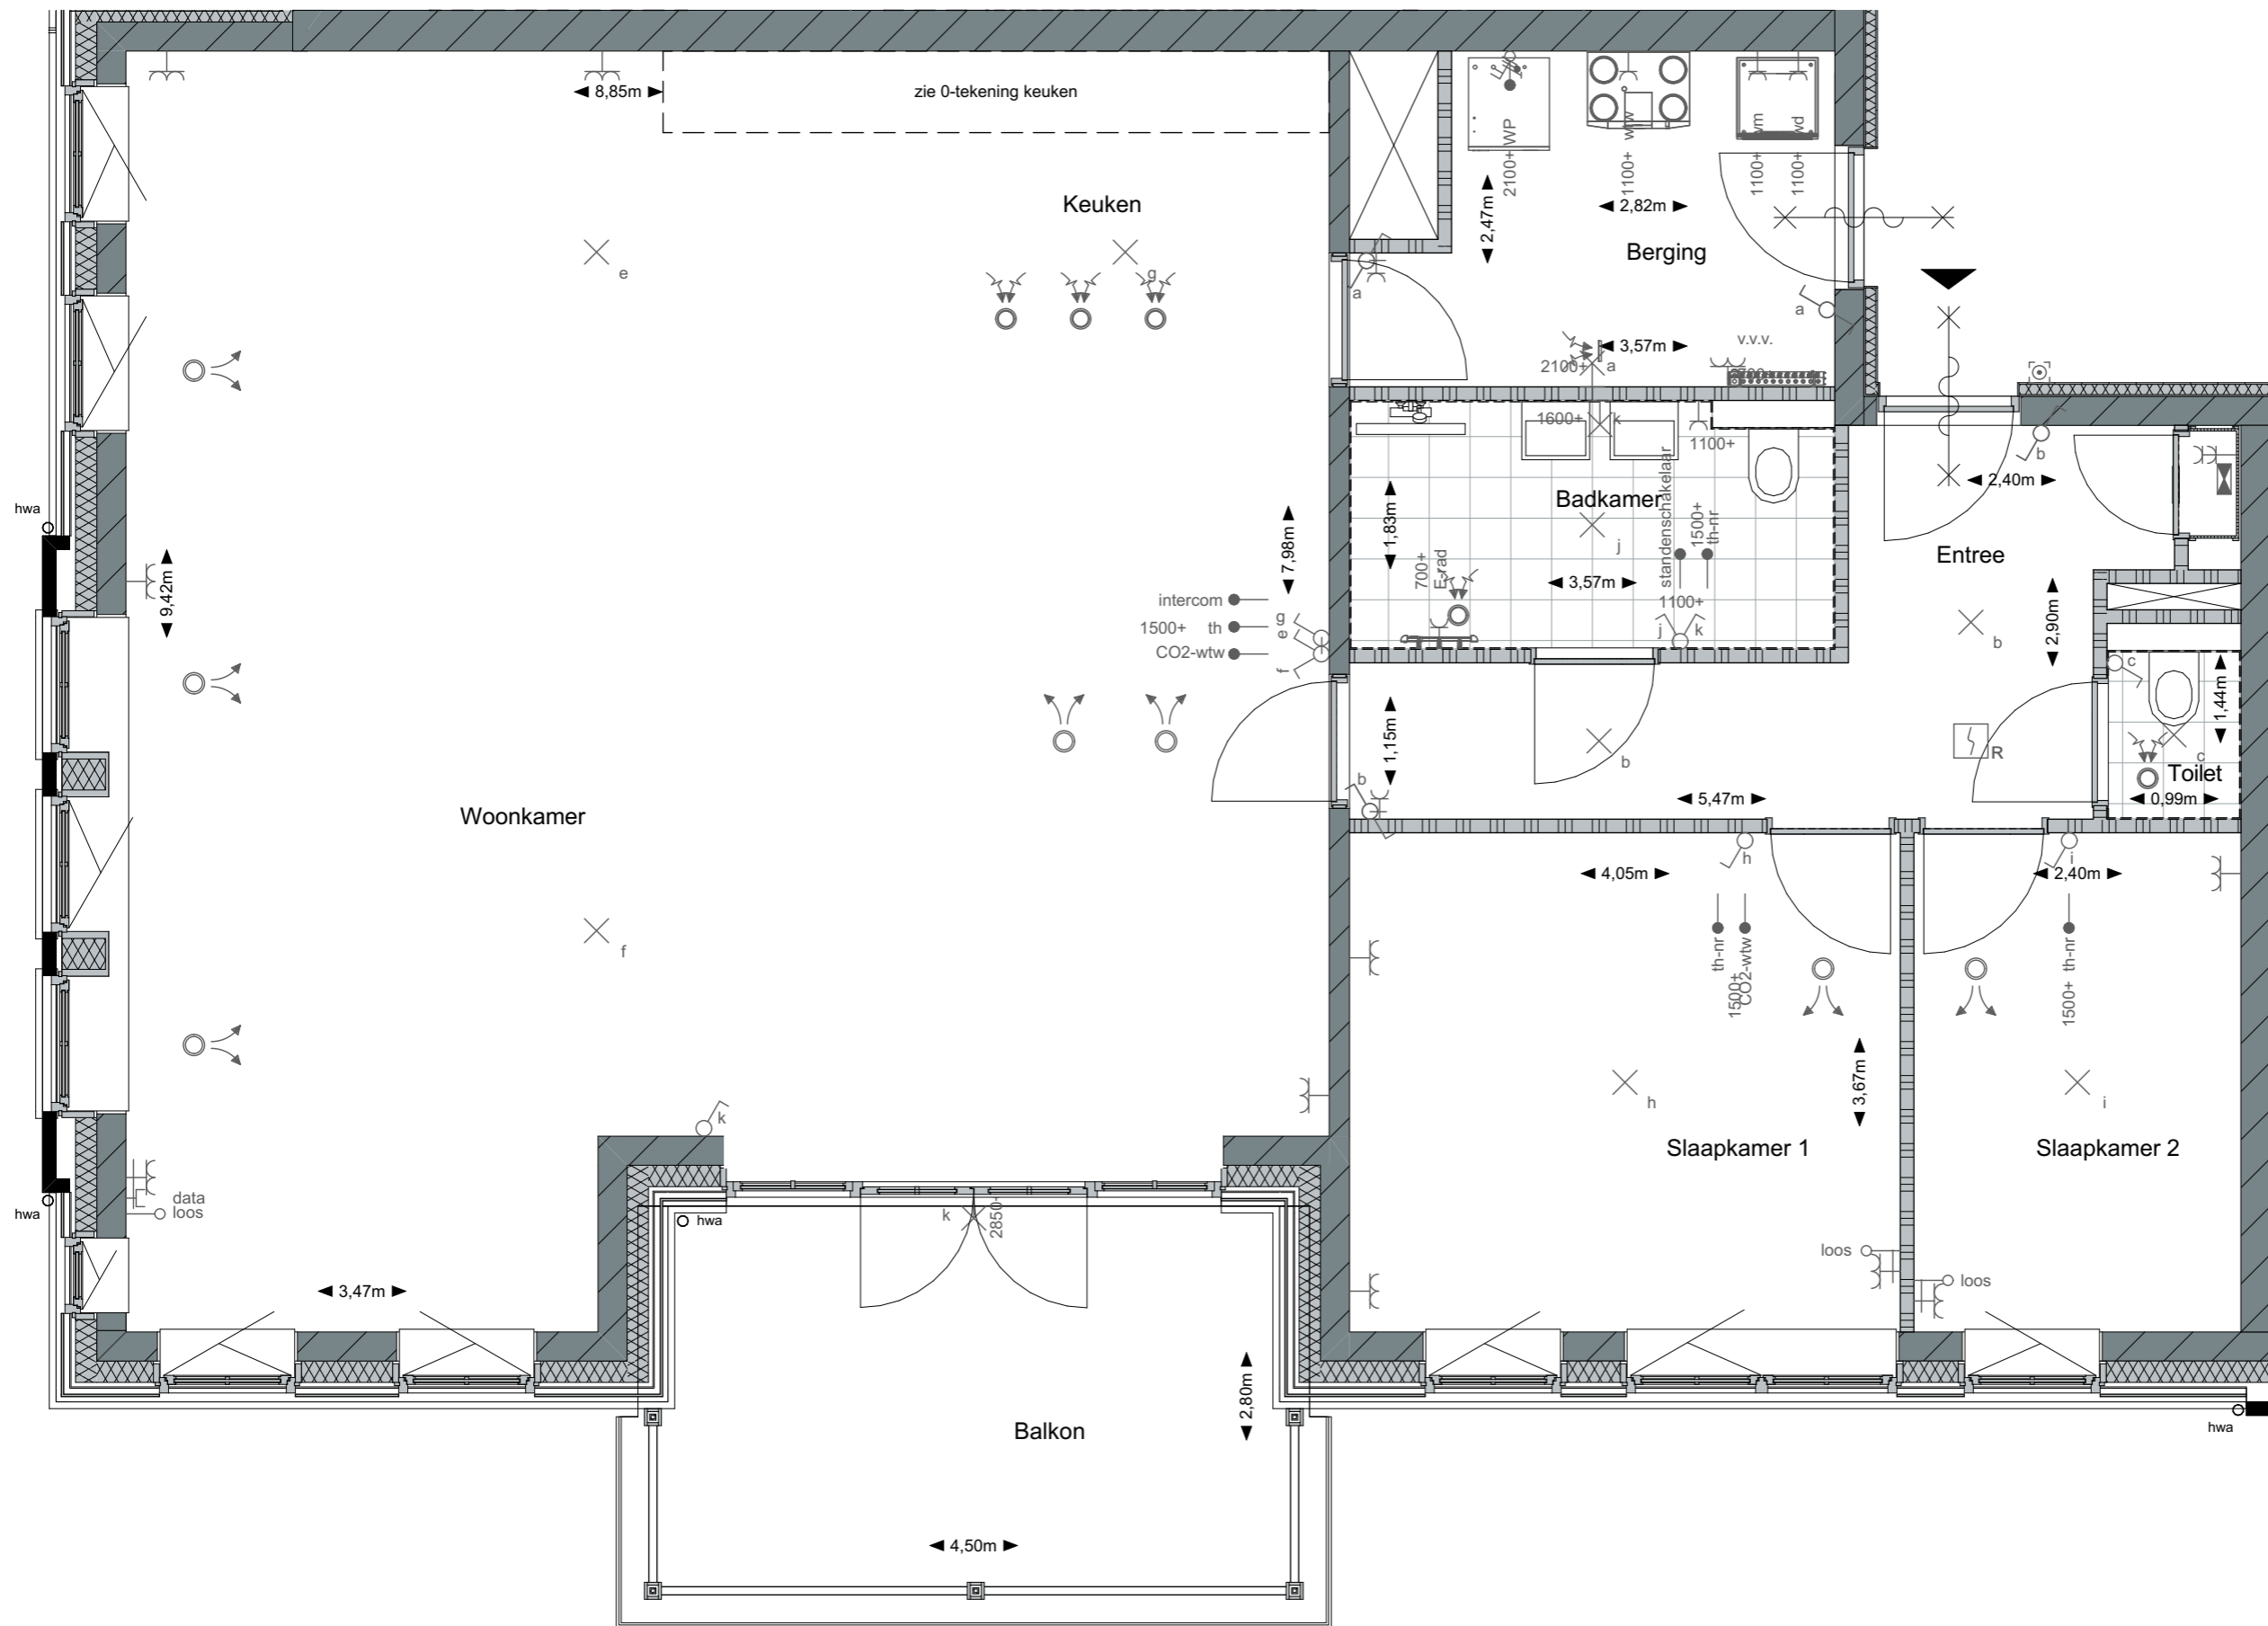 8,85m
zie 0-tekening keuken
Keuken
e
g
2100+ WP
1100+ wtw
1100+ wm
1100+ wd
2,47m
2,82m
Berging
a
a
3,57m
v.v.v.
2100+
a
hwa
9,42m
7,98m
intercom
1500+ th
CO2-wtw
g
e
f
1600+
k
1100+
Badkamer
1,83m
j
standenschakelaar
1500+
th-nr
700+
E-rad
3,57m
1100+
j
k
b
2,40m
Entree
b
2,90m
c
1,44m
R
c
Toilet
0,99m
1,15m
b
b
5,47m
Woonkamer
f
4,05m
h
i
2,40m
th-nr
1500+
CO2-wtw
1500+ th-nr
3,67m
h
i
Slaapkamer 1
Slaapkamer 2
k
data
loos
hwa
hwa
k
2850-
loos
loos
3,47m
2,80m
Balkon
hwa
4,50m